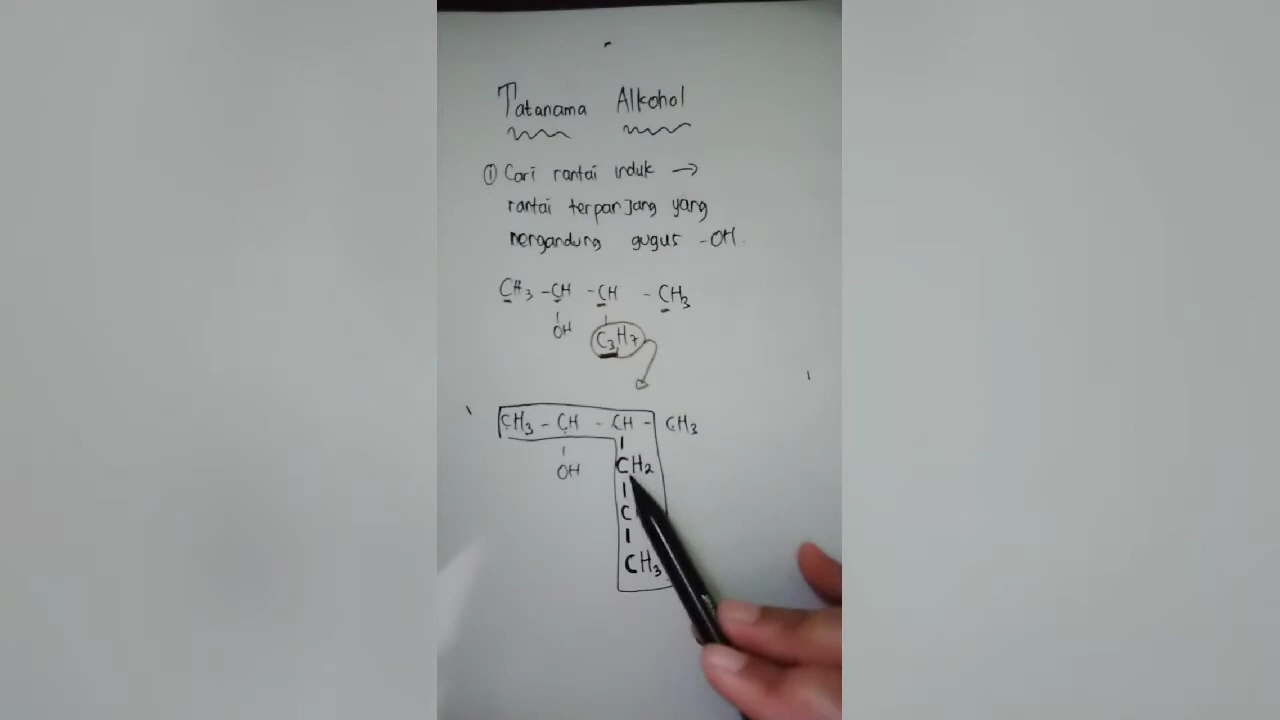 Tatanama Alkohol
① Cari rantai induk →
rantai terpanjang yang
mengandung gugus -OH.
CH3 - CH - CH - CH3
OH C3H7
CH3 - CH - CH - CH3
OH CH2
C
CH3